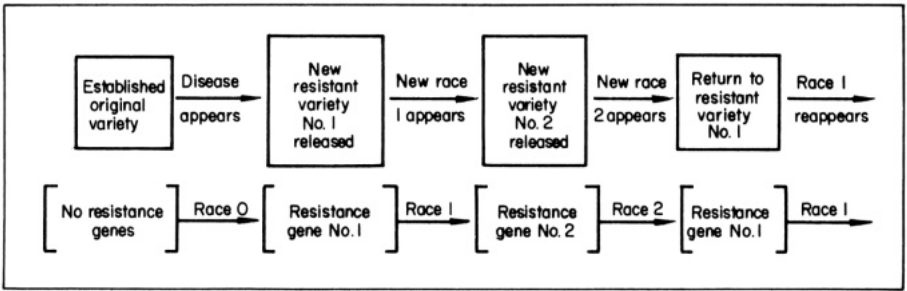 Established
original
variety
Disease
appears
New
resistant
variety
No. 1
released
New race
1 appears
New
resistant
variety
No. 2
released
New race
2 appears
Return to
resistant
variety
No. 1
Race 1
reappears
No resistance
genes
Race 0
Resistance
gene No. 1
Race 1
Resistance
gene No. 2
Race 2
Resistance
gene No. 1
Race 1